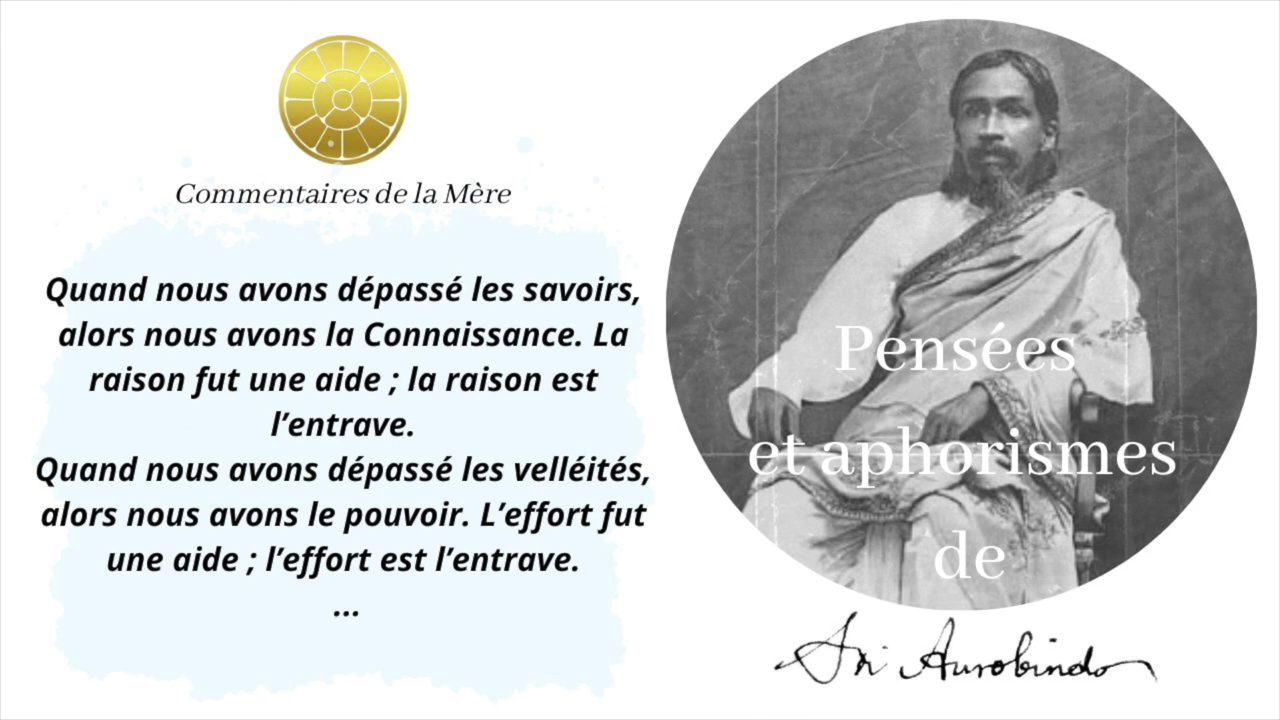 Commentaires de la Mère
Quand nous avons dépassé les savoirs,
alors nous avons la Connaissance. La
raison fut une aide ; la raison est
l’entrave.
Quand nous avons dépassé les velléités,
alors nous avons le pouvoir. L’effort fut
une aide ; l’effort est l’entrave.
...
Pensées
et aphorismes
de
Sri Aurobindo